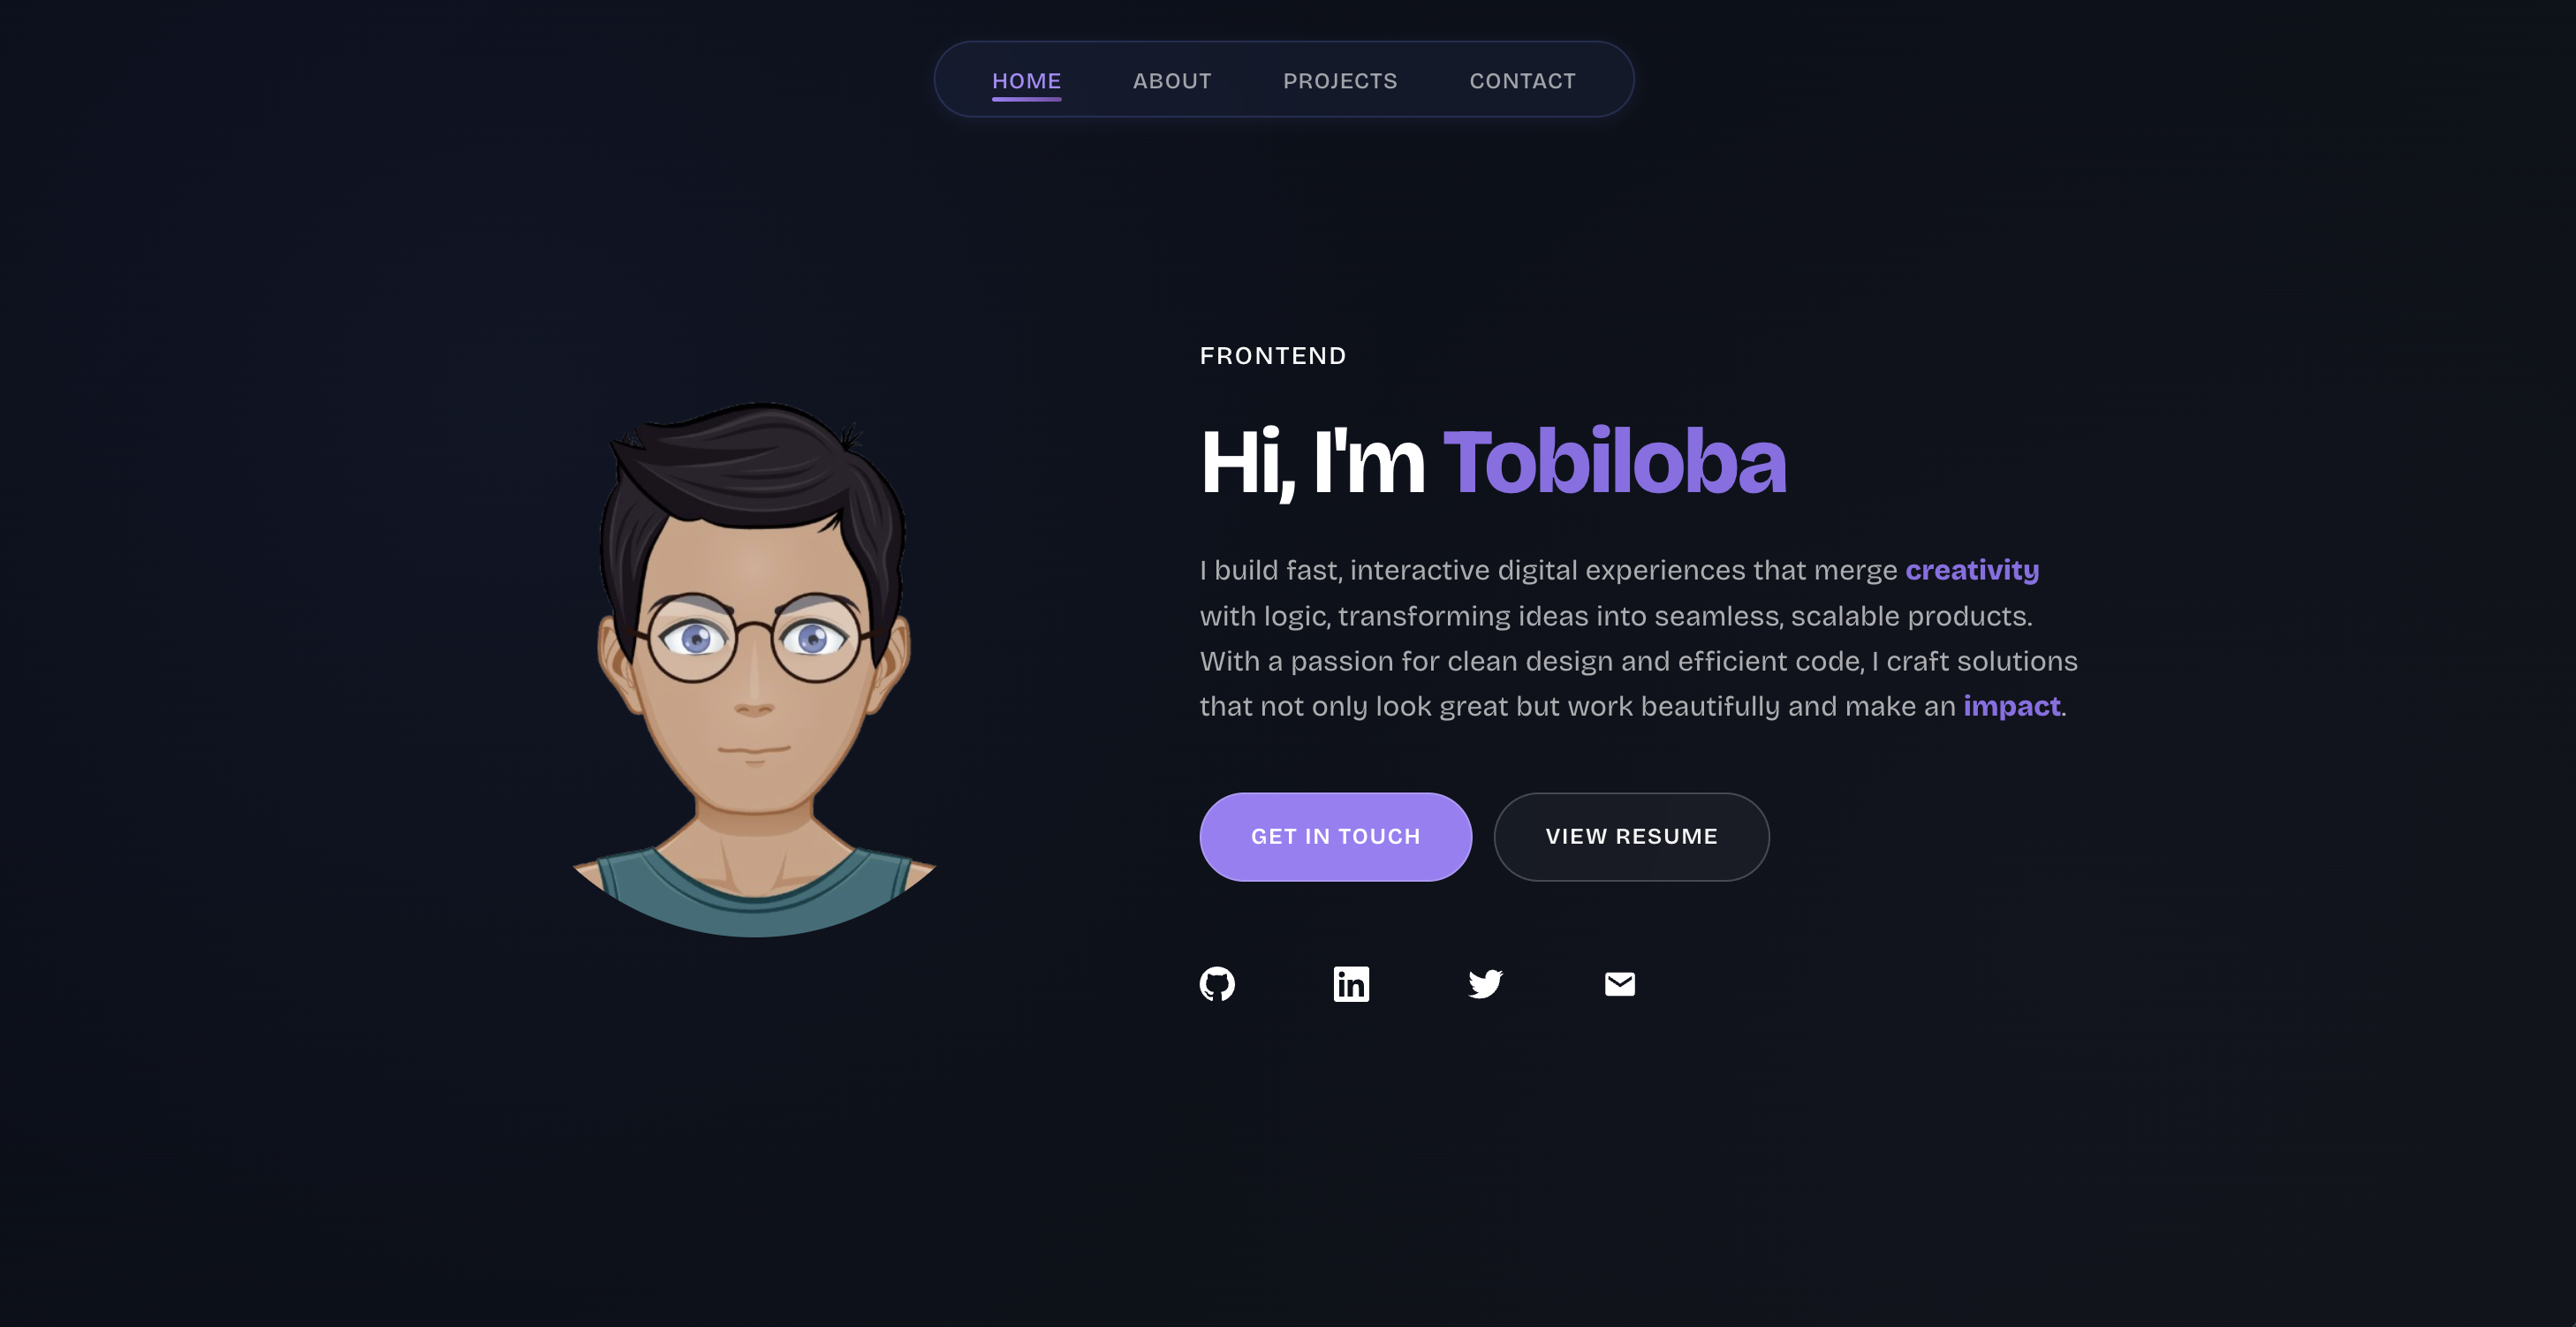 HOME ABOUT PROJECTS CONTACT
FRONTEND
Hi, I'm Tobiloba
I build fast, interactive digital experiences that merge creativity
with logic, transforming ideas into seamless, scalable products.
With a passion for clean design and efficient code, I craft solutions
that not only look great but work beautifully and make an impact.
GET IN TOUCH VIEW RESUME
in